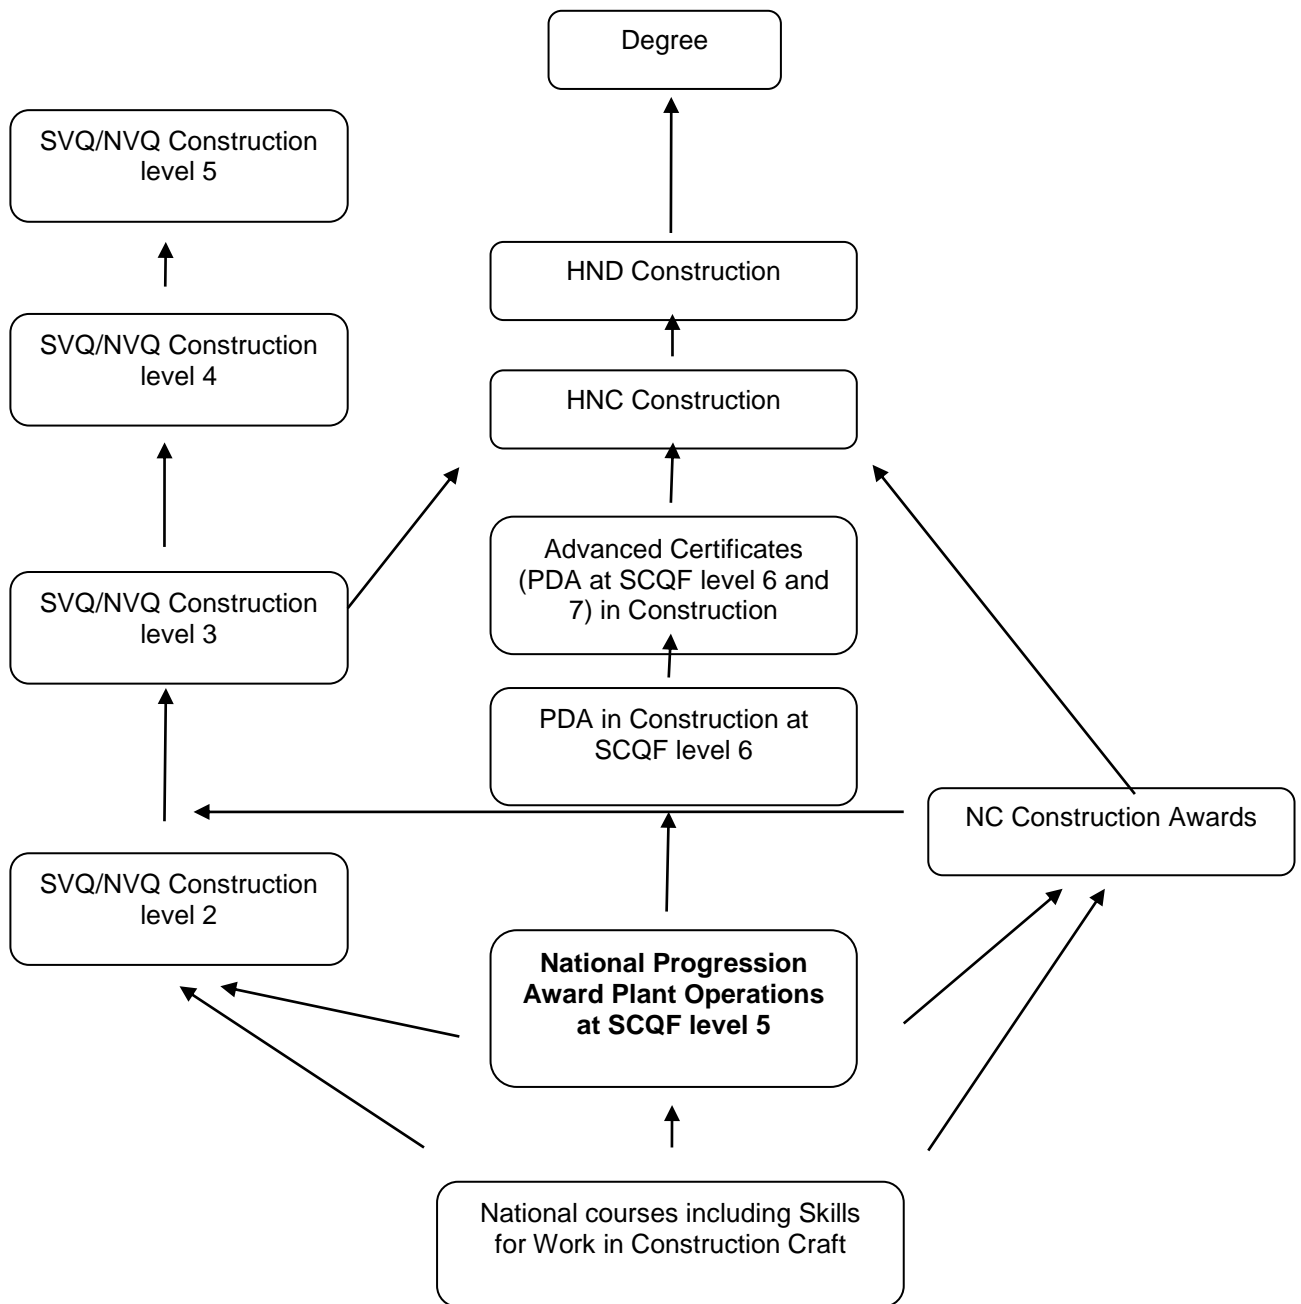 Degree
SVQ/NVQ Construction
level 5
HND Construction
SVQ/NVQ Construction
level 4
HNC Construction
Advanced Certificates
(PDA at SCQF level 6 and
7) in Construction
SVQ/NVQ Construction
level 3
PDA in Construction at
SCQF level 6
NC Construction Awards
SVQ/NVQ Construction
level 2
National Progression
Award Plant Operations
at SCQF level 5
National courses including Skills
for Work in Construction Craft